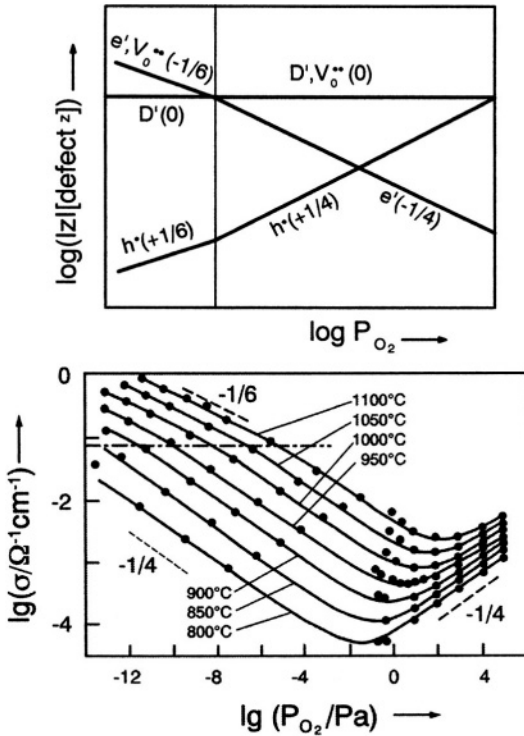 e',V₀••(-1/6)
D',V₀••(0)
D'(0)
h•(+1/6)
h•(+1/4)
e'(-1/4)
log(|z|[defect ᶻ])
log P_O₂
0
-2
-4
-1/6
1100°C
1050°C
1000°C
950°C
-1/4
900°C
850°C
800°C
-1/4
-12
-8
-4
0
4
lg(σ/Ω⁻¹cm⁻¹)
lg (P_O₂/Pa)